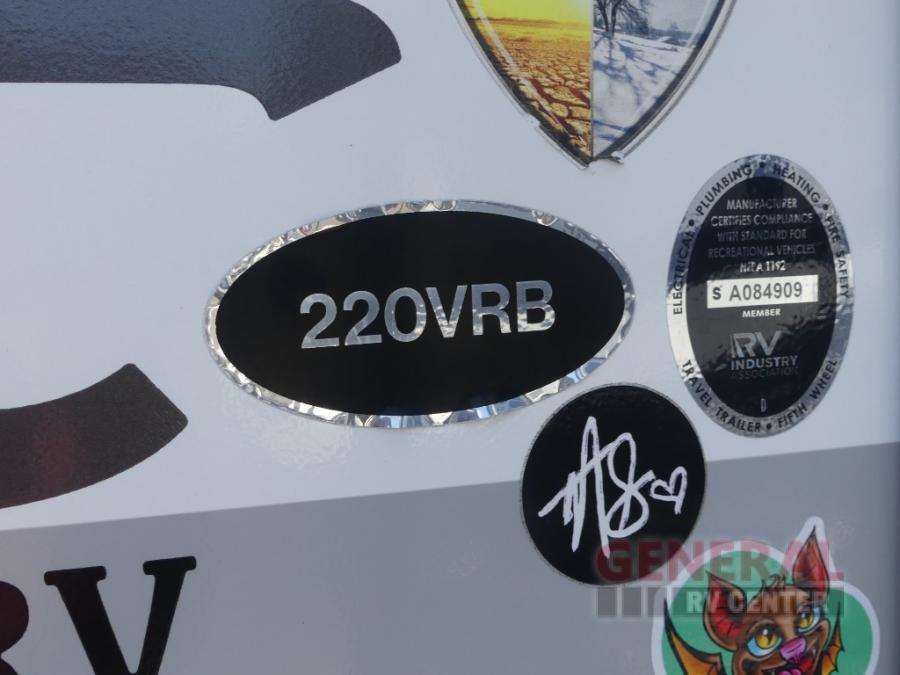 220VRB
ELECTRICAL • PLUMBING • HEATING • FIRE SAFETY
MANUFACTURER
CERTIFIES COMPLIANCE
WITH STANDARD FOR
RECREATIONAL VEHICLES
NFPA 1192
S A084909
MEMBER
RV
INDUSTRY
ASSOCIATION
D
TRAVEL TRAILER • FIFTH WHEEL
GENERAL
RV CENTER
RV